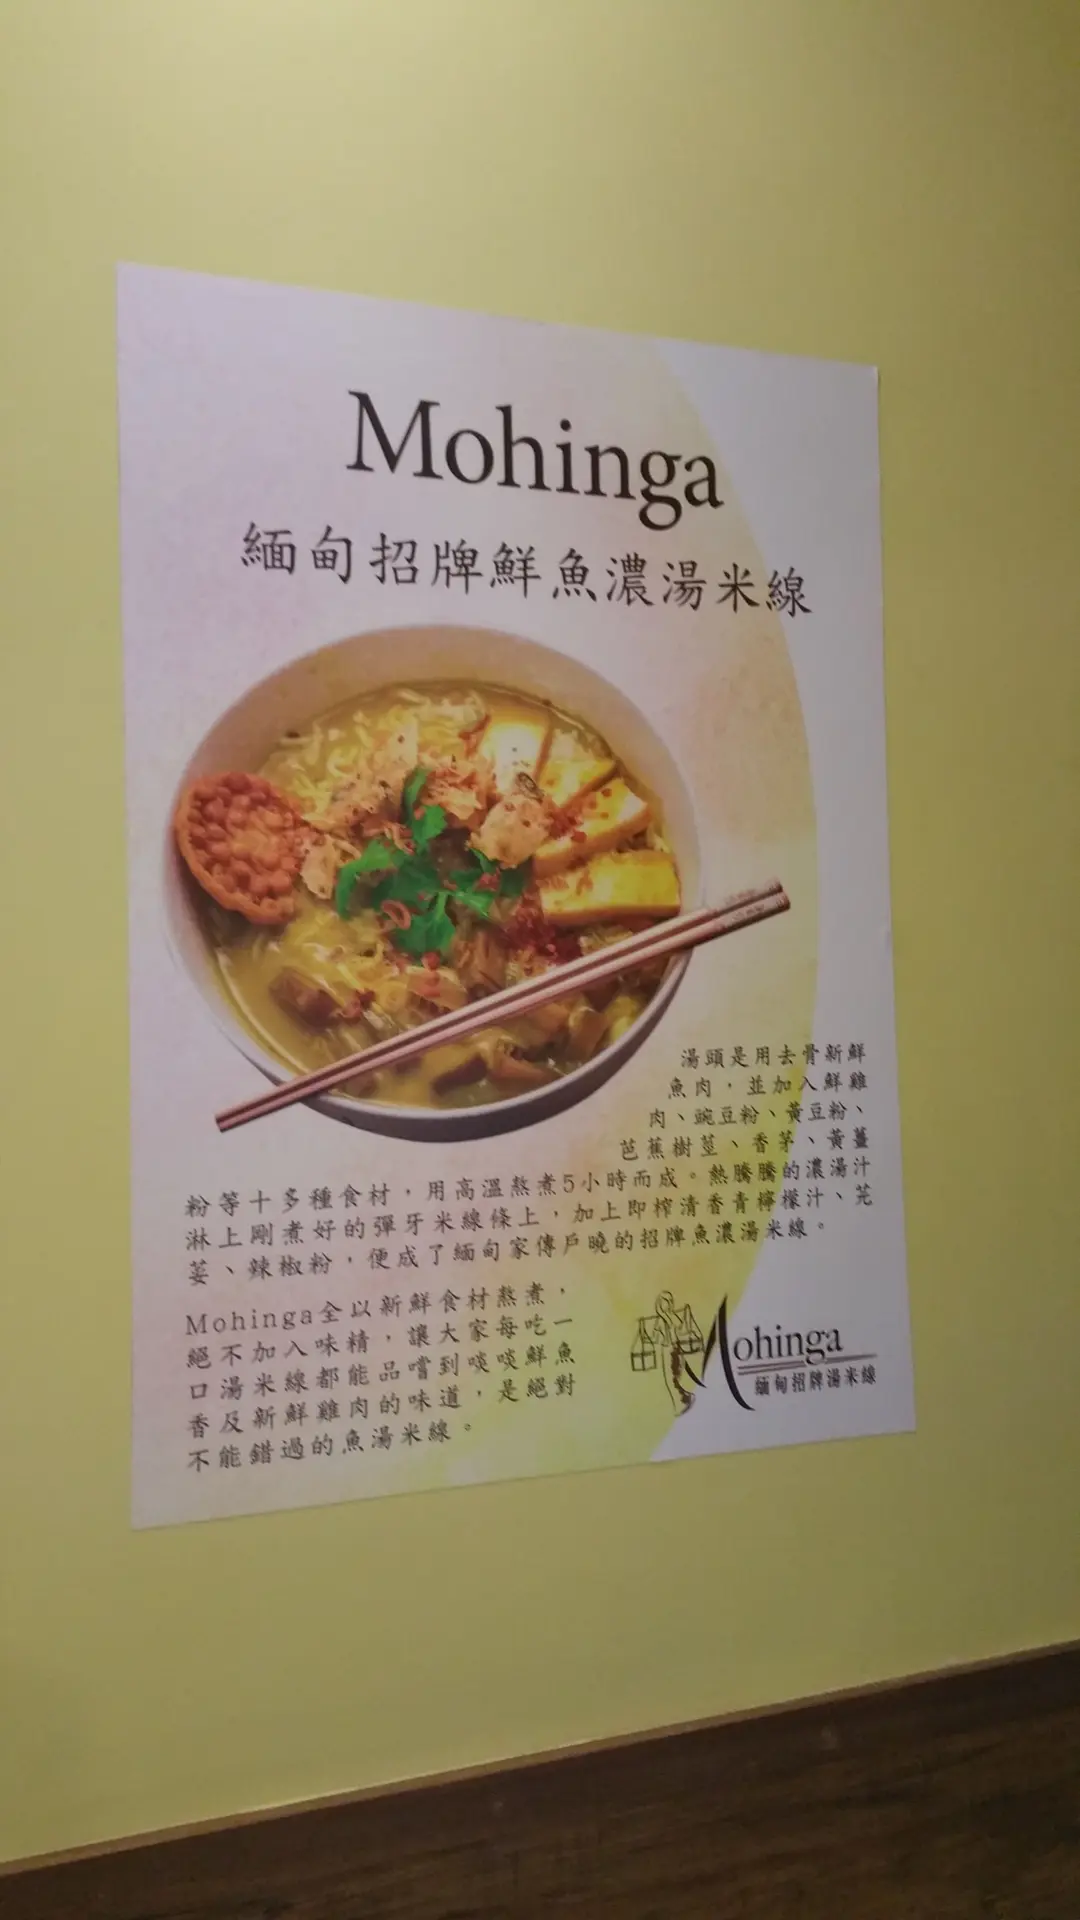 Mohinga
緬甸招牌鮮魚濃湯米線
湯頭是用去骨新鮮
魚肉，並加入鮮雞
肉、豌豆粉、黃豆粉、
芭蕉樹莖、香茅、黃薑
粉等十多種食材，用高溫熬煮5小時而成。熱騰騰的濃湯汁
淋上剛煮好的彈牙米線條上，加上即榨清香青檸檬汁、芫
荽、辣椒粉，便成了緬甸家傳戶曉的招牌魚濃湯米線。
Mohinga全以新鮮食材熬煮，
絕不加入味精，讓大家每吃一
口湯米線都能品嚐到啖啖鮮魚
香及新鮮雞肉的味道，是絕對
不能錯過的魚湯米線。
Mohinga
緬甸招牌湯米線